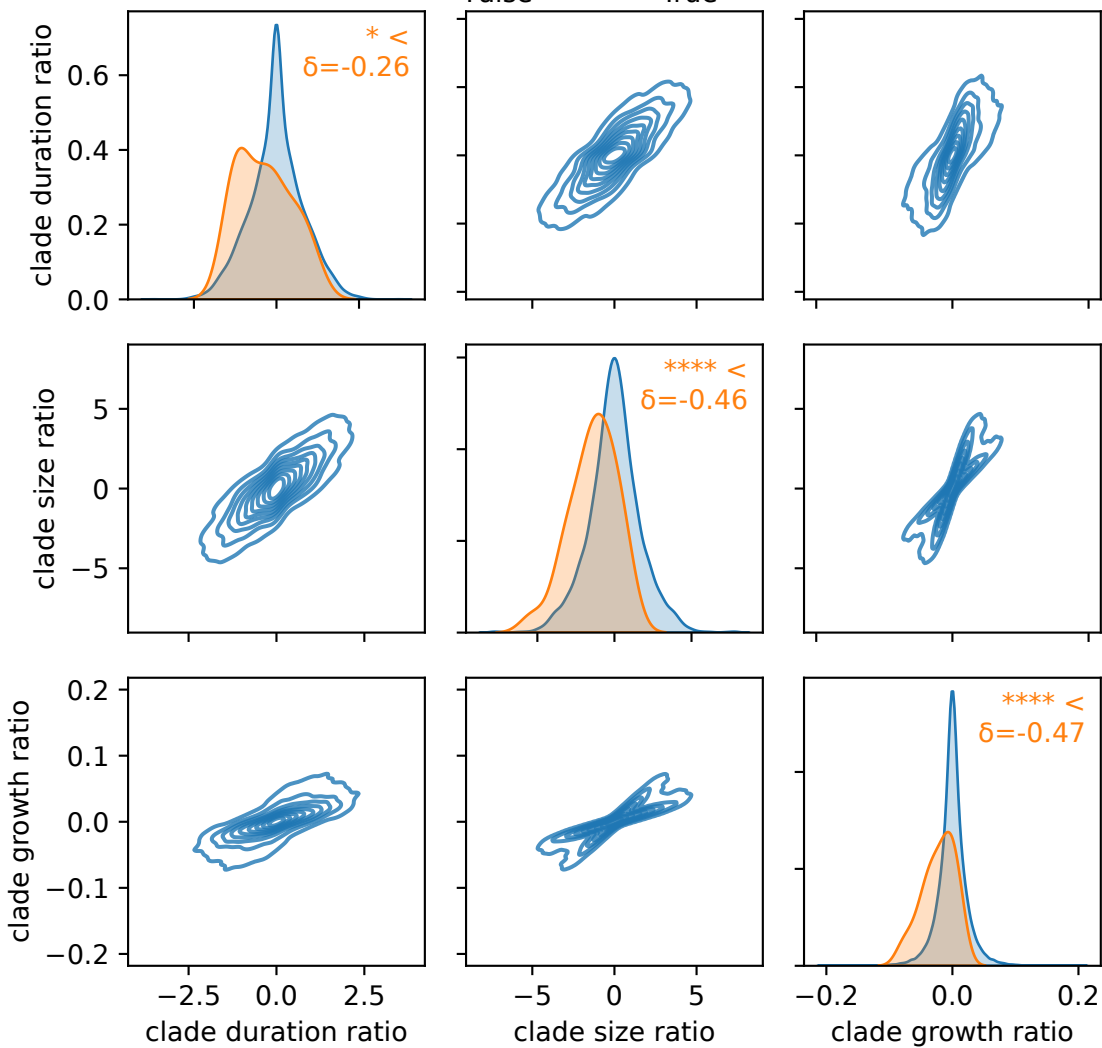 clade duration ratio
0.6
0.4
0.2
0.0
* <
δ=-0.26
clade size ratio
5
0
−5
**** <
δ=-0.46
clade growth ratio
0.2
0.1
0.0
−0.1
−0.2
**** <
δ=-0.47
−2.5 0.0 2.5
−5 0 5
−0.2 0.0 0.2
clade duration ratio
clade size ratio
clade growth ratio